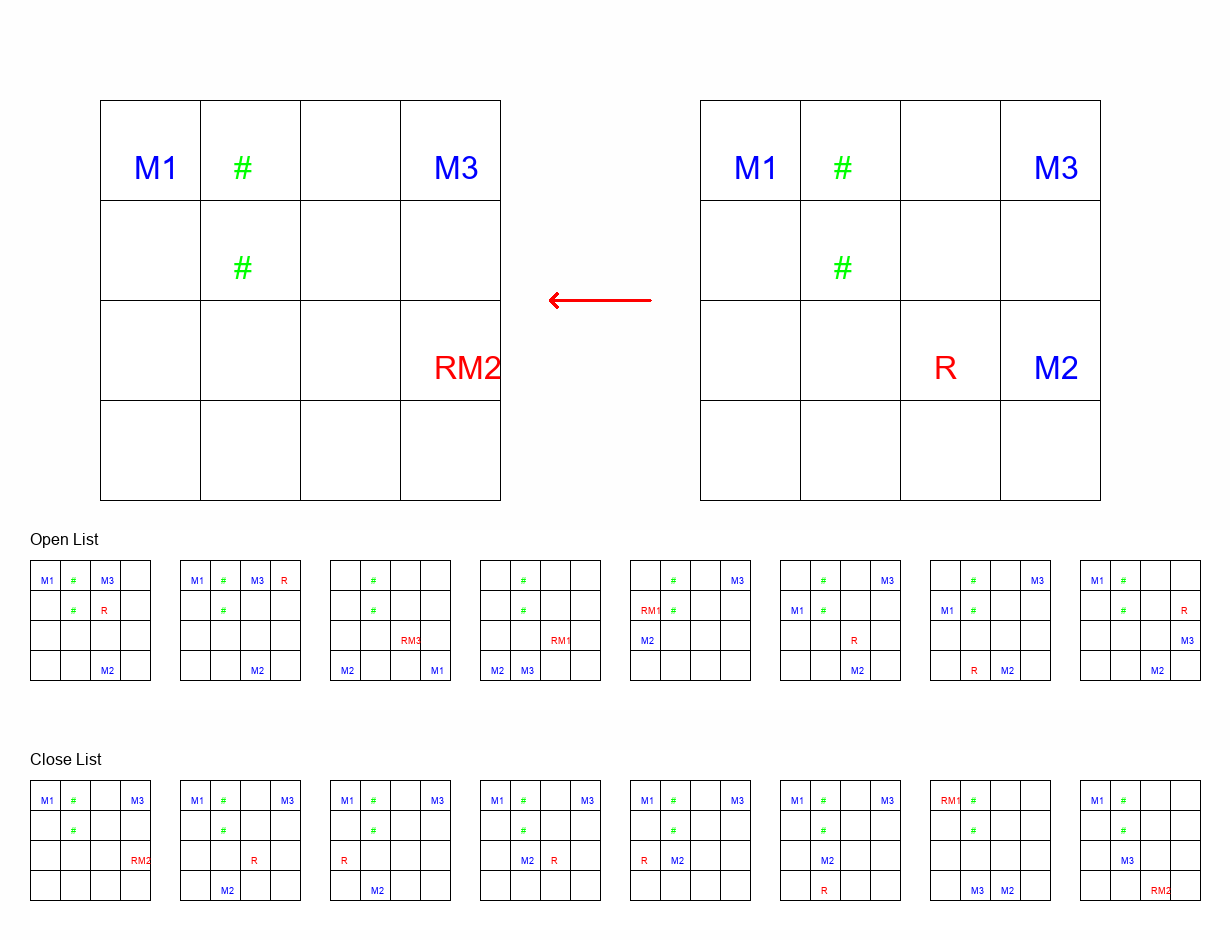 M1 # M3 M1 # M3
# #
RM2 R M2
Open List
M1 # M3 M1 # M3 R # # # M3 # M3 # M3 M1 #
# R # # # RM1 # M1 # M1 # # R
RM3 RM1 M2 R M3
M2 M2 M2 M1 M2 M3 M2 R M2 M2
Close List
M1 # M3 M1 # M3 M1 # M3 M1 # M3 M1 # M3 M1 # M3 RM1 # M1 #
# # # # # # # #
RM2 R R M2 R R M2 M2 M3
M2 M2 R M3 M2 RM2